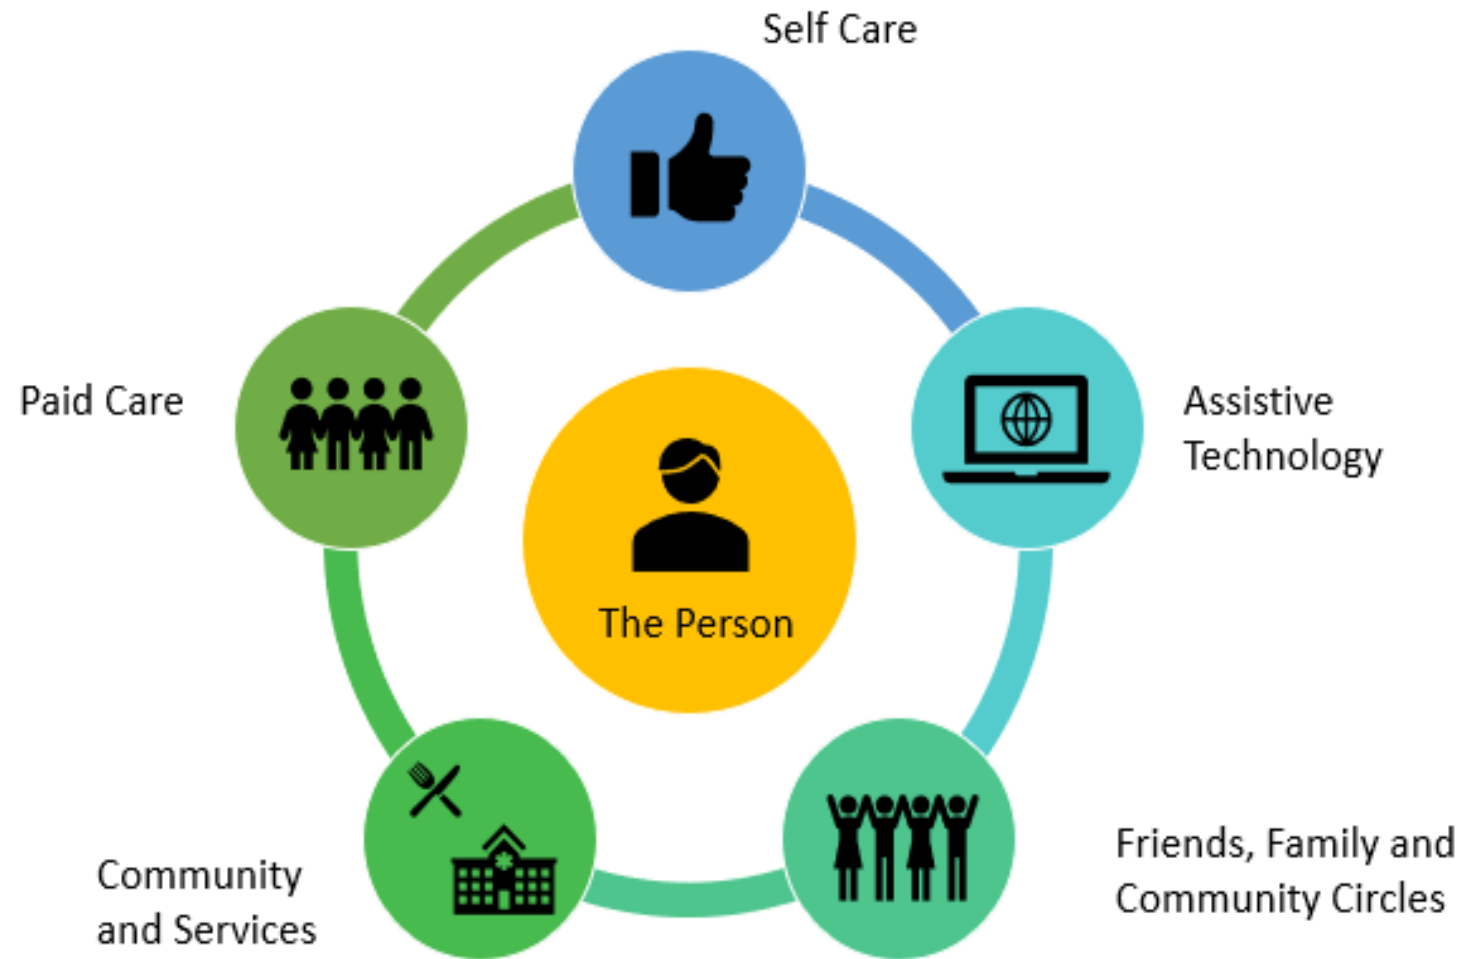 Self Care
Paid Care
Assistive
Technology
The Person
Friends, Family and
Community Circles
Community
and Services